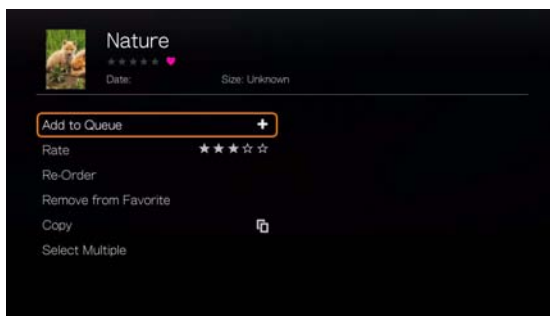 Nature
Date: Size: Unknown
Add to Queue
Rate
Re-Order
Remove from Favorite
Copy
Select Multiple